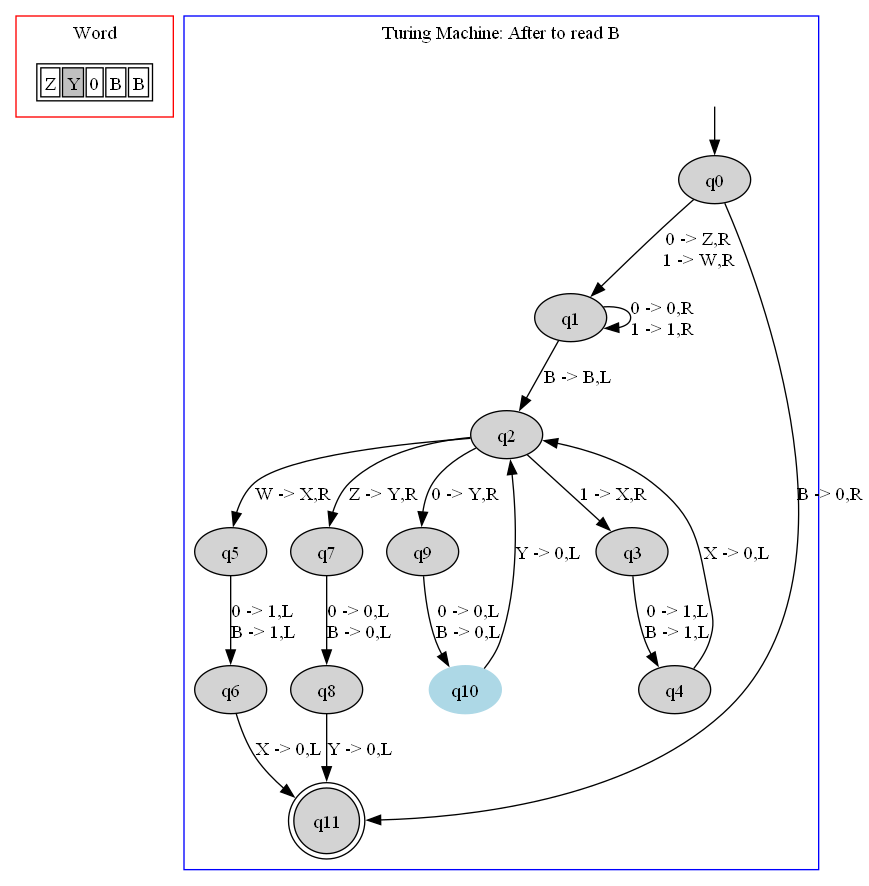 Word
Z Y 0 B B
Turing Machine: After to read B
q0
0 -> Z,R
1 -> W,R
q1
0 -> 0,R
1 -> 1,R
B -> B,L
q2
W -> X,R
Z -> Y,R
0 -> Y,R
1 -> X,R
B -> 0,R
q5
q7
q9
q3
Y -> 0,L
X -> 0,L
0 -> 1,L
B -> 1,L
0 -> 0,L
B -> 0,L
0 -> 0,L
B -> 0,L
0 -> 1,L
B -> 1,L
q6
q8
q10
q4
X -> 0,L
Y -> 0,L
q11